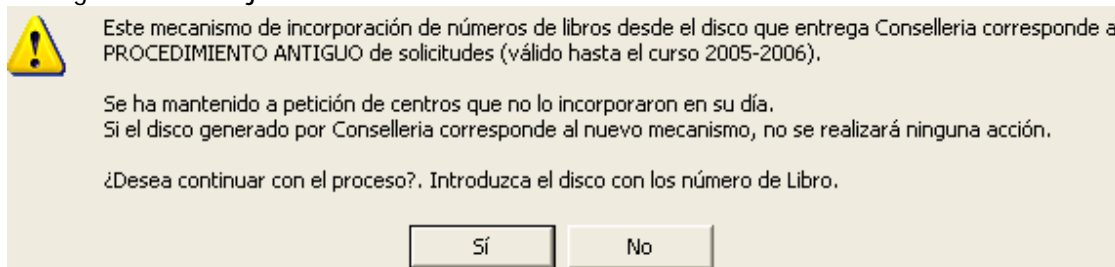 Este mecanismo de incorporación de números de libros desde el disco que entrega Conselleria corresponde a
PROCEDIMIENTO ANTIGUO de solicitudes (válido hasta el curso 2005-2006).
Se ha mantenido a petición de centros que no lo incorporaron en su día.
Si el disco generado por Conselleria corresponde al nuevo mecanismo, no se realizará ninguna acción.
¿Desea continuar con el proceso?. Introduzca el disco con los número de Libro.
Sí No